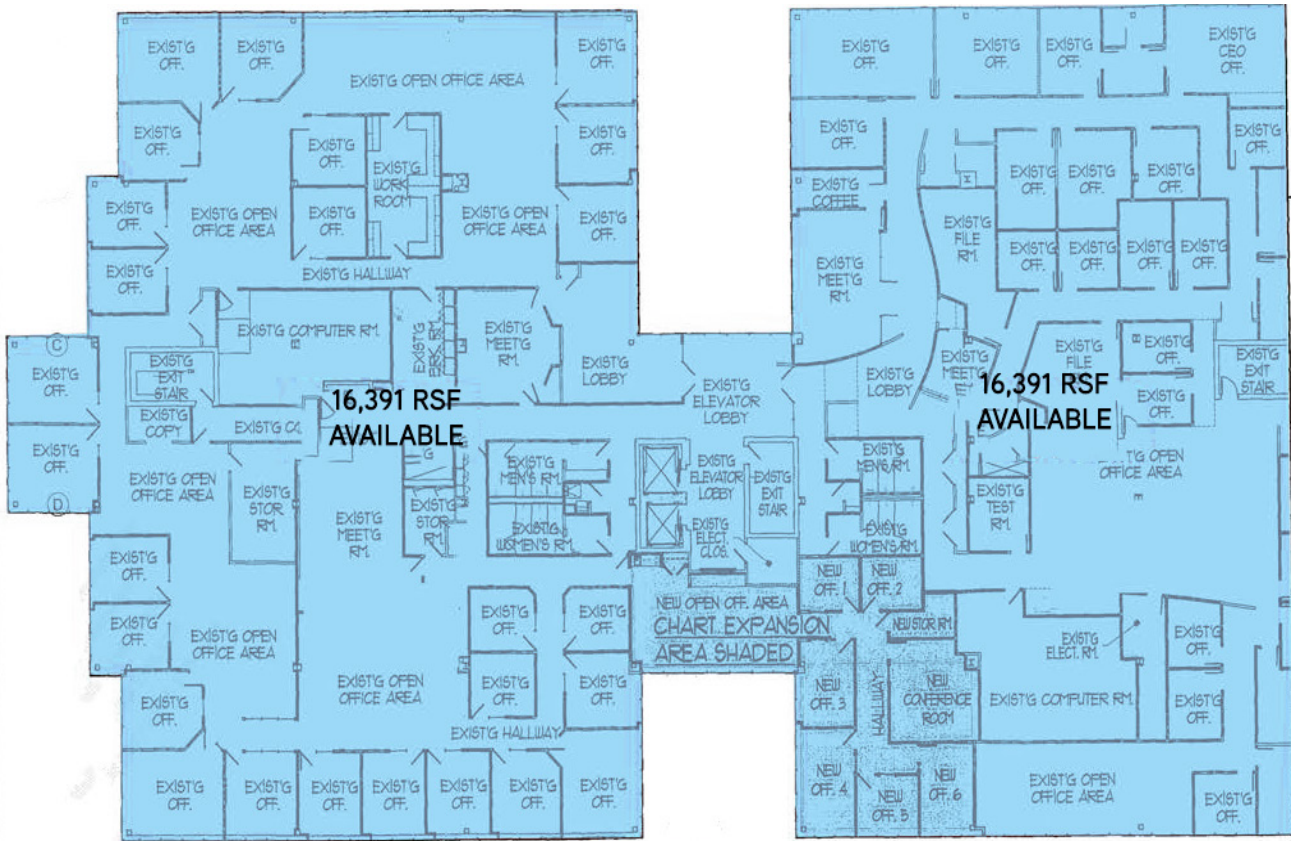 EXIST'G
OFF.
EXIST'G
OFF.
EXIST'G OPEN OFFICE AREA
EXIST'G
OFF.
EXIST'G
OFF.
EXIST'G
OFF.
EXIST'G
OFF.
EXIST'G
WORK
ROOM
EXIST'G
OFF.
EXIST'G
OFF.
EXIST'G OPEN
OFFICE AREA
EXIST'G
OFF.
EXIST'G OPEN
OFFICE AREA
EXIST'G
OFF.
EXIST'G
OFF.
EXIST'G HALLWAY
EXIST'G COMPUTER RM.
EXIST'G
BRK. RM.
EXIST'G
MEET'G
RM.
EXIST'G
LOBBY
C
EXIST'G
OFF.
EXIST'G
EXIT
STAIR
EXIST'G
COPY
EXIST'G
16,391 RSF
AVAILABLE
EXIST'G
OFF.
D
EXIST'G OPEN
OFFICE AREA
EXIST'G
STOR
RM.
EXIST'G
MEET'G
RM.
EXIST'G
STOR
RM.
EXIST'G
MEN'S RM.
EXIST'G
WOMEN'S RM.
EXIST'G
ELEVATOR
LOBBY
EXIST'G
ELEVATOR
LOBBY
EXIST'G
EXIT
STAIR
EXIST'G
ELECT.
CLOS.
EXIST'G
OFF.
EXIST'G
OFF.
EXIST'G OPEN
OFFICE AREA
EXIST'G
OFF.
EXIST'G
OFF.
EXIST'G
OFF.
EXIST'G
OFF.
EXIST'G OPEN
OFFICE AREA
EXIST'G HALLWAY
EXIST'G
OFF.
EXIST'G
OFF.
EXIST'G
OFF.
EXIST'G
OFF.
EXIST'G
OFF.
EXIST'G
OFF.
EXIST'G
OFF.
EXIST'G
OFF.
NEW OPEN OFF. AREA
CHART EXPANSION
AREA SHADED
EXIST'G
OFF.
EXIST'G
OFF.
EXIST'G
OFF.
EXIST'G
CEO
OFF.
EXIST'G
OFF.
EXIST'G
OFF.
EXIST'G
COFFEE
EXIST'G
OFF.
EXIST'G
OFF.
EXIST'G
OFF.
EXIST'G
FILE
RM.
EXIST'G
OFF.
EXIST'G
OFF.
EXIST'G
OFF.
EXIST'G
OFF.
EXIST'G
MEET'G
RM.
EXIST'G
LOBBY
EXIST'G
MEET'G
EXIST'G
FILE
EXIST'G
OFF.
EXIST'G
EXIT
STAIR
16,391 RSF
AVAILABLE
EXIST'G
OFF.
EXIST'G
MEN'S RM.
EXIST'G
WOMEN'S RM.
EXIST'G
TEST
RM.
OPEN
OFFICE AREA
NEW
OFF. 1
NEW
OFF. 2
NEW STOR RM.
NEW
OFF. 3
HALLWAY
NEW
CONFERENCE
ROOM
EXIST'G
ELECT. RM.
EXIST'G COMPUTER RM.
EXIST'G
OFF.
EXIST'G
OFF.
NEW
OFF. 4
NEW
OFF. 5
NEW
OFF. 6
EXIST'G OPEN
OFFICE AREA
EXIST'G
OFF.